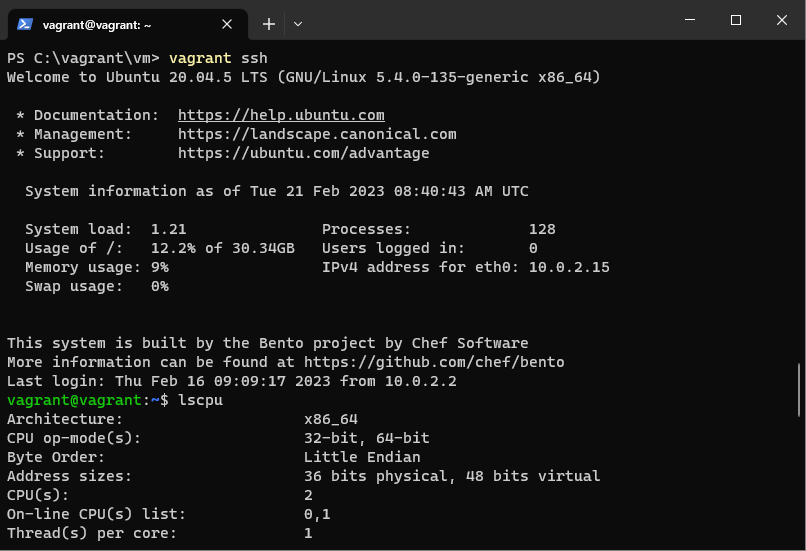 vagrant@vagrant: ~
PS C:\vagrant\vm> vagrant ssh
Welcome to Ubuntu 20.04.5 LTS (GNU/Linux 5.4.0-135-generic x86_64)
* Documentation:  https://help.ubuntu.com
* Management:     https://landscape.canonical.com
* Support:        https://ubuntu.com/advantage
System information as of Tue 21 Feb 2023 08:40:43 AM UTC
System load:  1.21               Processes:             128
Usage of /:   12.2% of 30.34GB   Users logged in:       0
Memory usage: 9%                 IPv4 address for eth0: 10.0.2.15
Swap usage:   0%
This system is built by the Bento project by Chef Software
More information can be found at https://github.com/chef/bento
Last login: Thu Feb 16 09:09:17 2023 from 10.0.2.2
vagrant@vagrant:~$ lscpu
Architecture:                    x86_64
CPU op-mode(s):                  32-bit, 64-bit
Byte Order:                      Little Endian
Address sizes:                   36 bits physical, 48 bits virtual
CPU(s):                          2
On-line CPU(s) list:             0,1
Thread(s) per core:              1